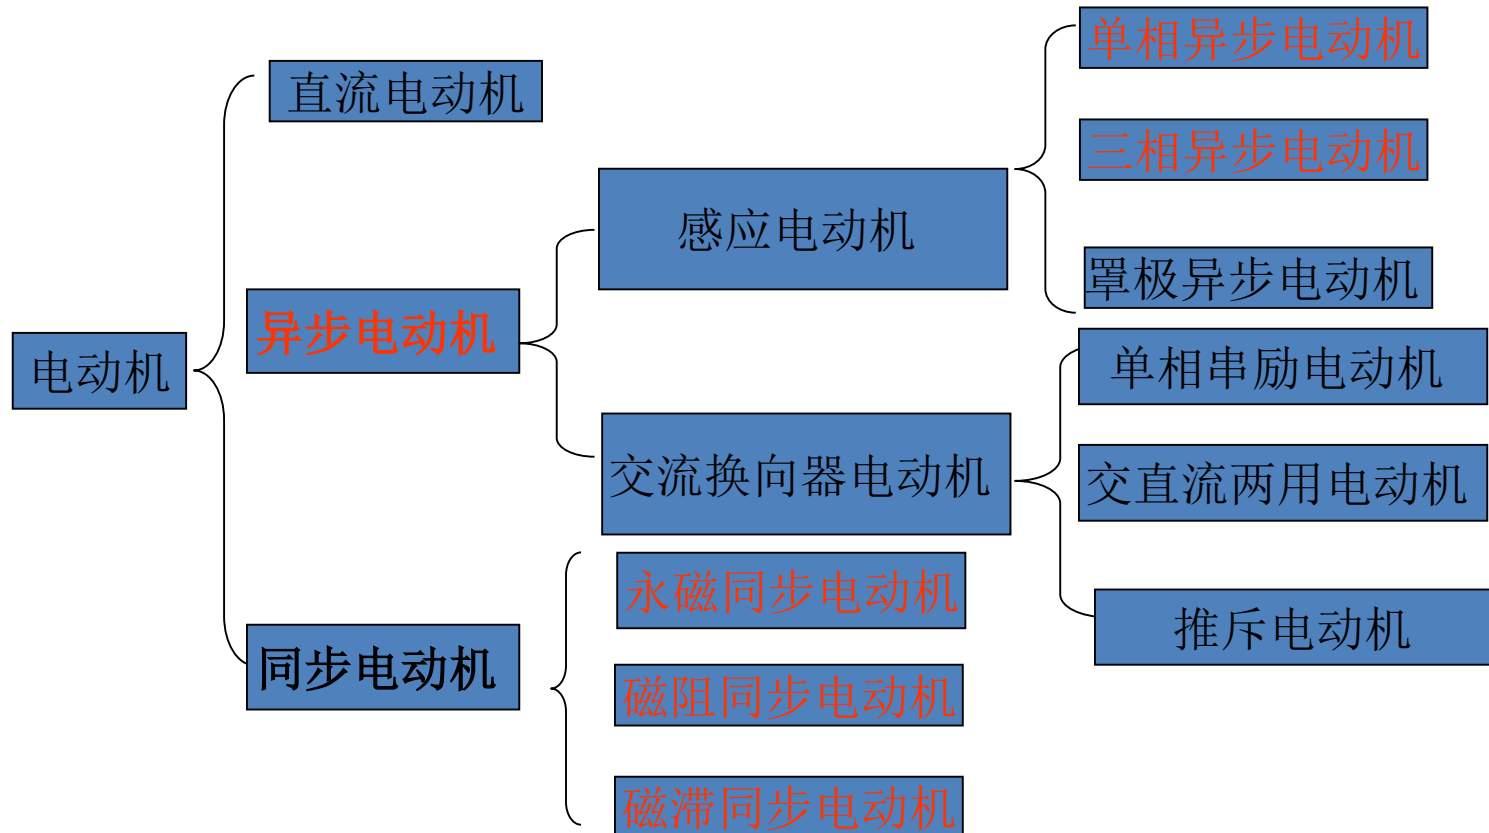 电动机
直流电动机
异步电动机
同步电动机
感应电动机
交流换向器电动机
永磁同步电动机
磁阻同步电动机
磁滞同步电动机
单相异步电动机
三相异步电动机
罩极异步电动机
单相串励电动机
交直流两用电动机
推斥电动机